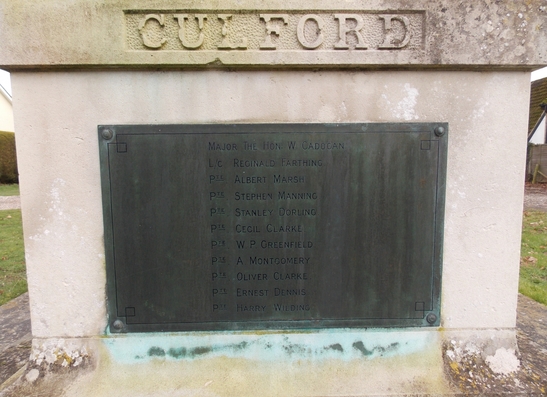 CULFORD
MAJOR THE HON. W. CADOGAN
L/C REGINALD FARTHING
PTE ALBERT MARSH
PTE STEPHEN MANNING
PTE STANLEY DORLING
PTE CECIL CLARKE
PTE W. P. GREENFIELD
PTE A MONTGOMERY
PTE OLIVER CLARKE
PTE ERNEST DENNIS
PTE HARRY WILDING